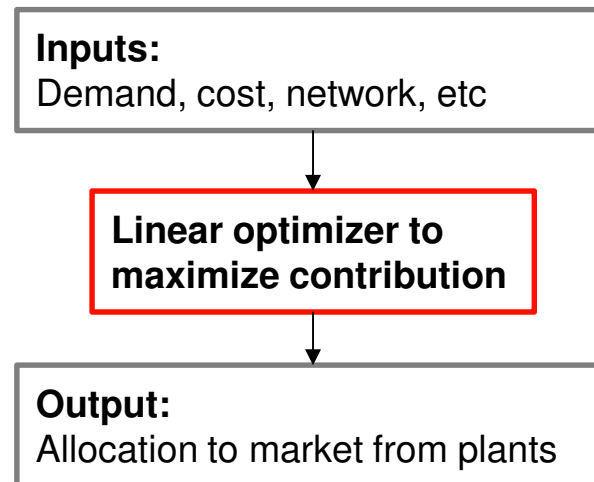 Inputs:
Demand, cost, network, etc
Linear optimizer to
maximize contribution
Output:
Allocation to market from plants